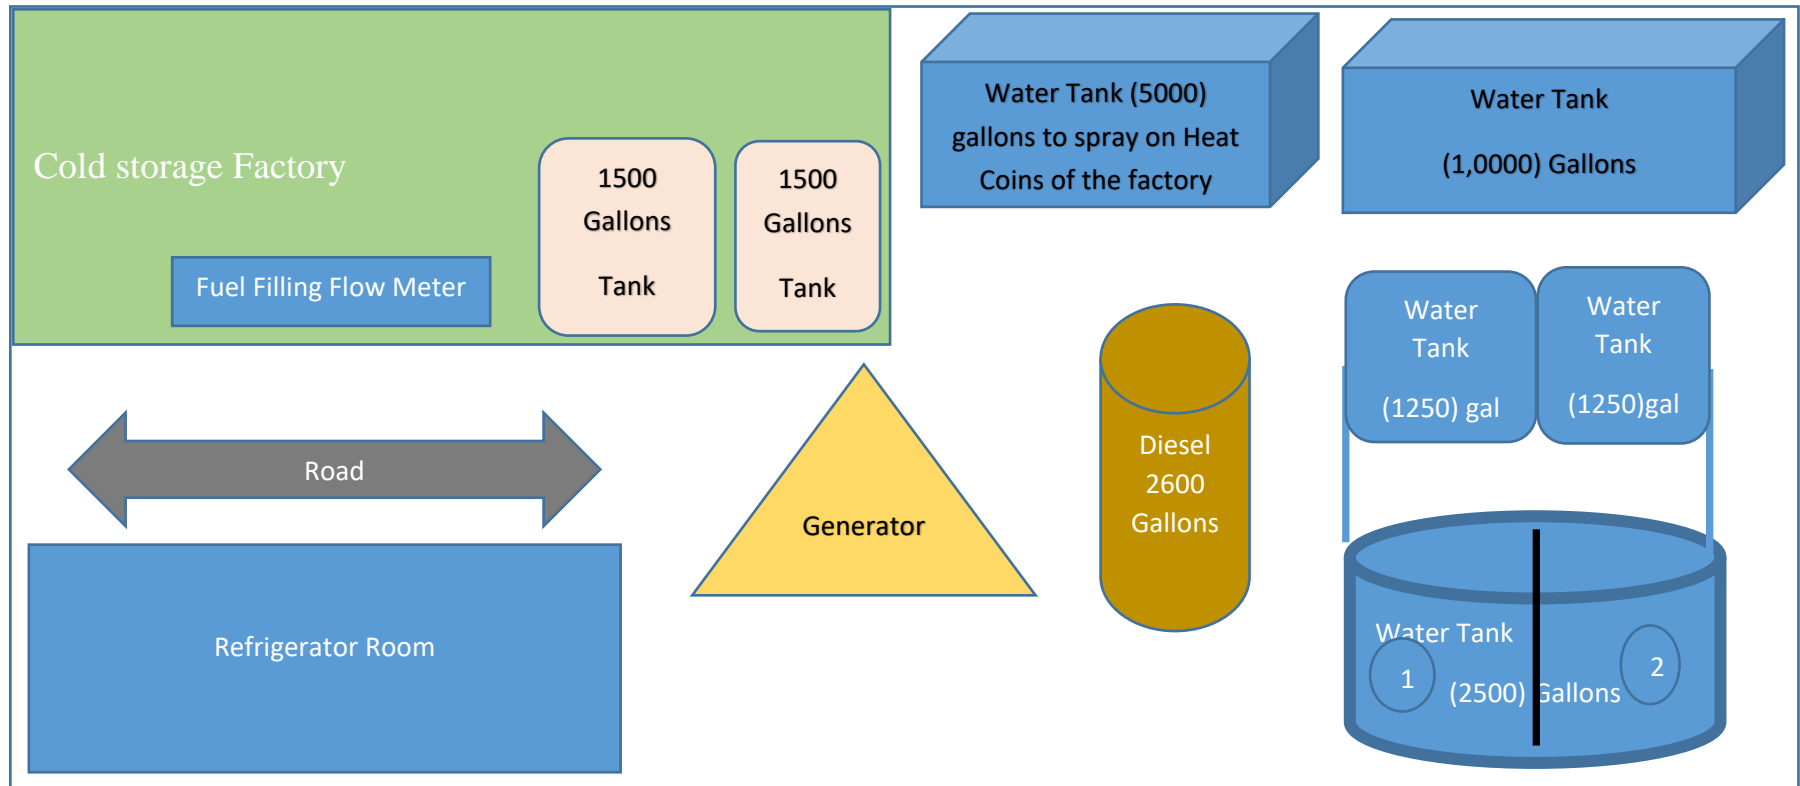 Cold storage Factory
Fuel Filling Flow Meter
1500
Gallons
Tank
1500
Gallons
Tank
Water Tank (5000)
gallons to spray on Heat
Coins of the factory
Water Tank
(1,0000) Gallons
Water
Tank
(1250) gal
Water
Tank
(1250)gal
Road
Generator
Diesel
2600
Gallons
Refrigerator Room
Water Tank
1
(2500) Gallons
2